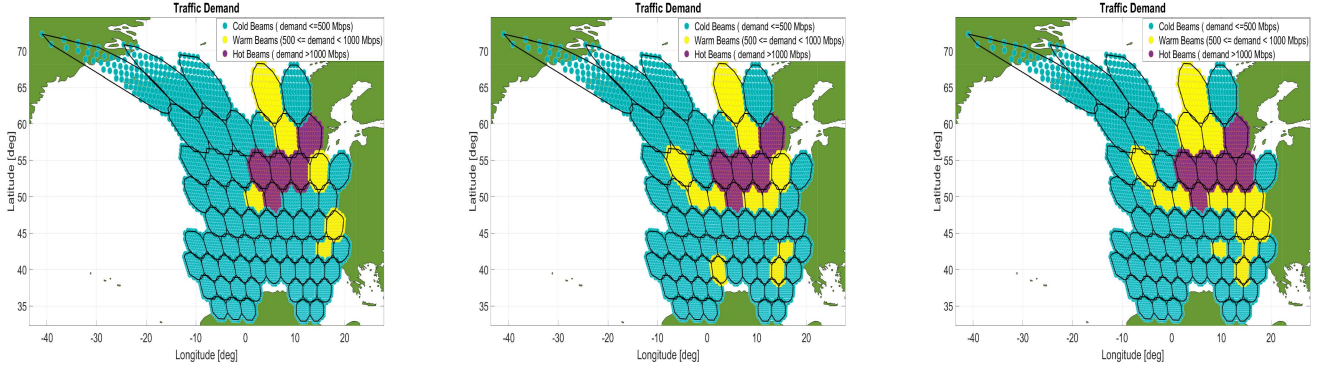 Traffic Demand
Cold Beams ( demand <=500 Mbps)
Warm Beams (500 <= demand < 1000 Mbps)
Hot Beams ( demand >1000 Mbps)
Latitude [deg]
70
65
60
55
50
45
40
35
-40
-30
-20
-10
0
10
20
Longitude [deg]
Traffic Demand
Cold Beams ( demand <=500 Mbps)
Warm Beams (500 <= demand < 1000 Mbps)
Hot Beams ( demand >1000 Mbps)
Latitude [deg]
70
65
60
55
50
45
40
35
-40
-30
-20
-10
0
10
20
Longitude [deg]
Traffic Demand
Cold Beams ( demand <=500 Mbps)
Warm Beams (500 <= demand < 1000 Mbps)
Hot Beams ( demand >1000 Mbps)
Latitude [deg]
70
65
60
55
50
45
40
35
-40
-30
-20
-10
0
10
20
Longitude [deg]